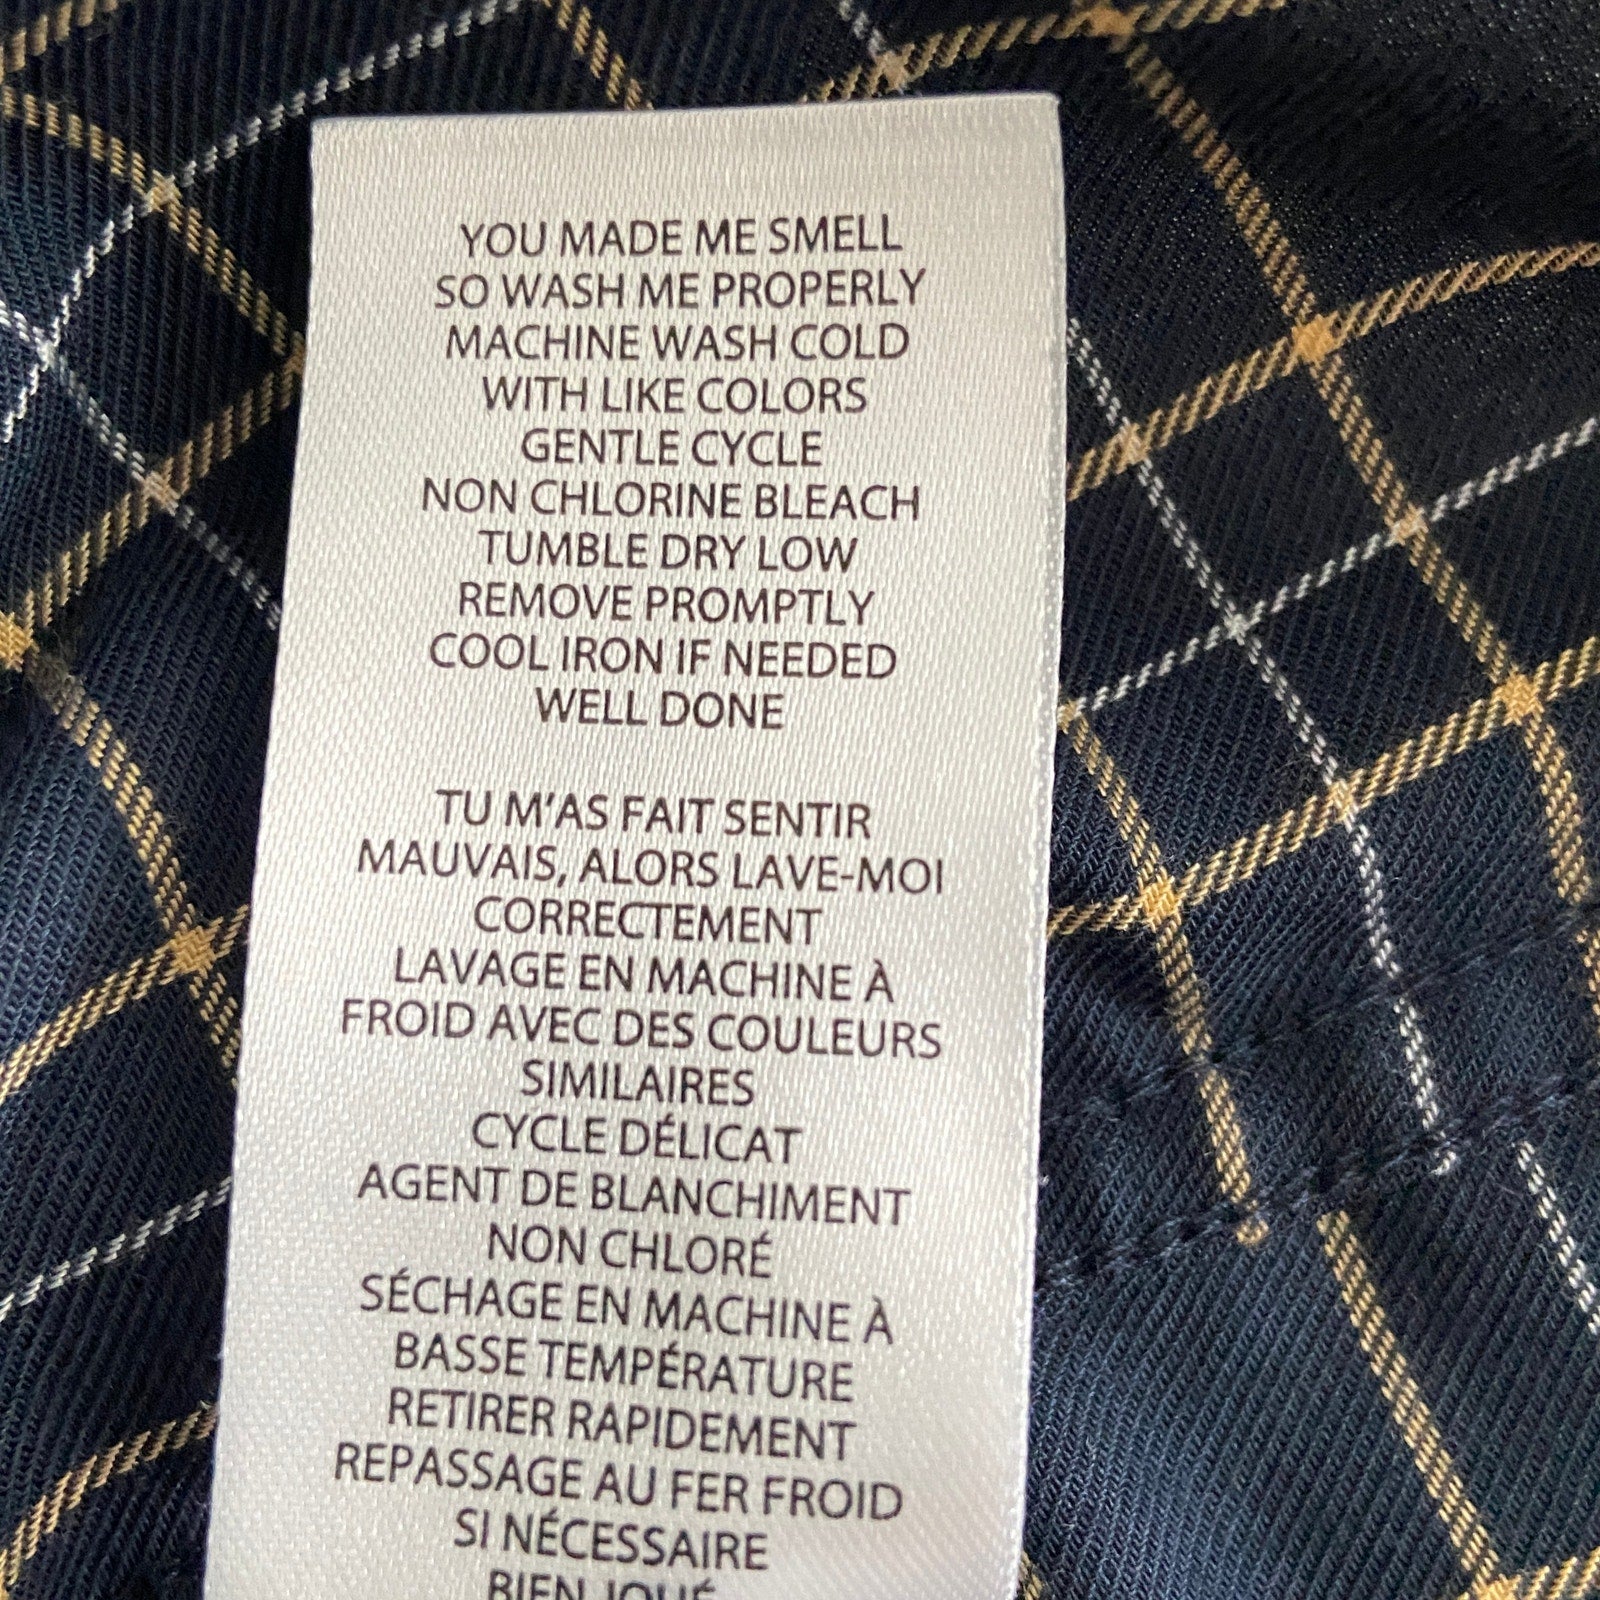 YOU MADE ME SMELL
SO WASH ME PROPERLY
MACHINE WASH COLD
WITH LIKE COLORS
GENTLE CYCLE
NON CHLORINE BLEACH
TUMBLE DRY LOW
REMOVE PROMPTLY
COOL IRON IF NEEDED
WELL DONE
TU M'AS FAIT SENTIR
MAUVAIS, ALORS LAVE-MOI
CORRECTEMENT
LAVAGE EN MACHINE À
FROID AVEC DES COULEURS
SIMILAIRES
CYCLE DÉLICAT
AGENT DE BLANCHIMENT
NON CHLORÉ
SÉCHAGE EN MACHINE À
BASSE TEMPÉRATURE
RETIRER RAPIDEMENT
REPASSAGE AU FER FROID
SI NÉCESSAIRE
BIEN JOUÉ